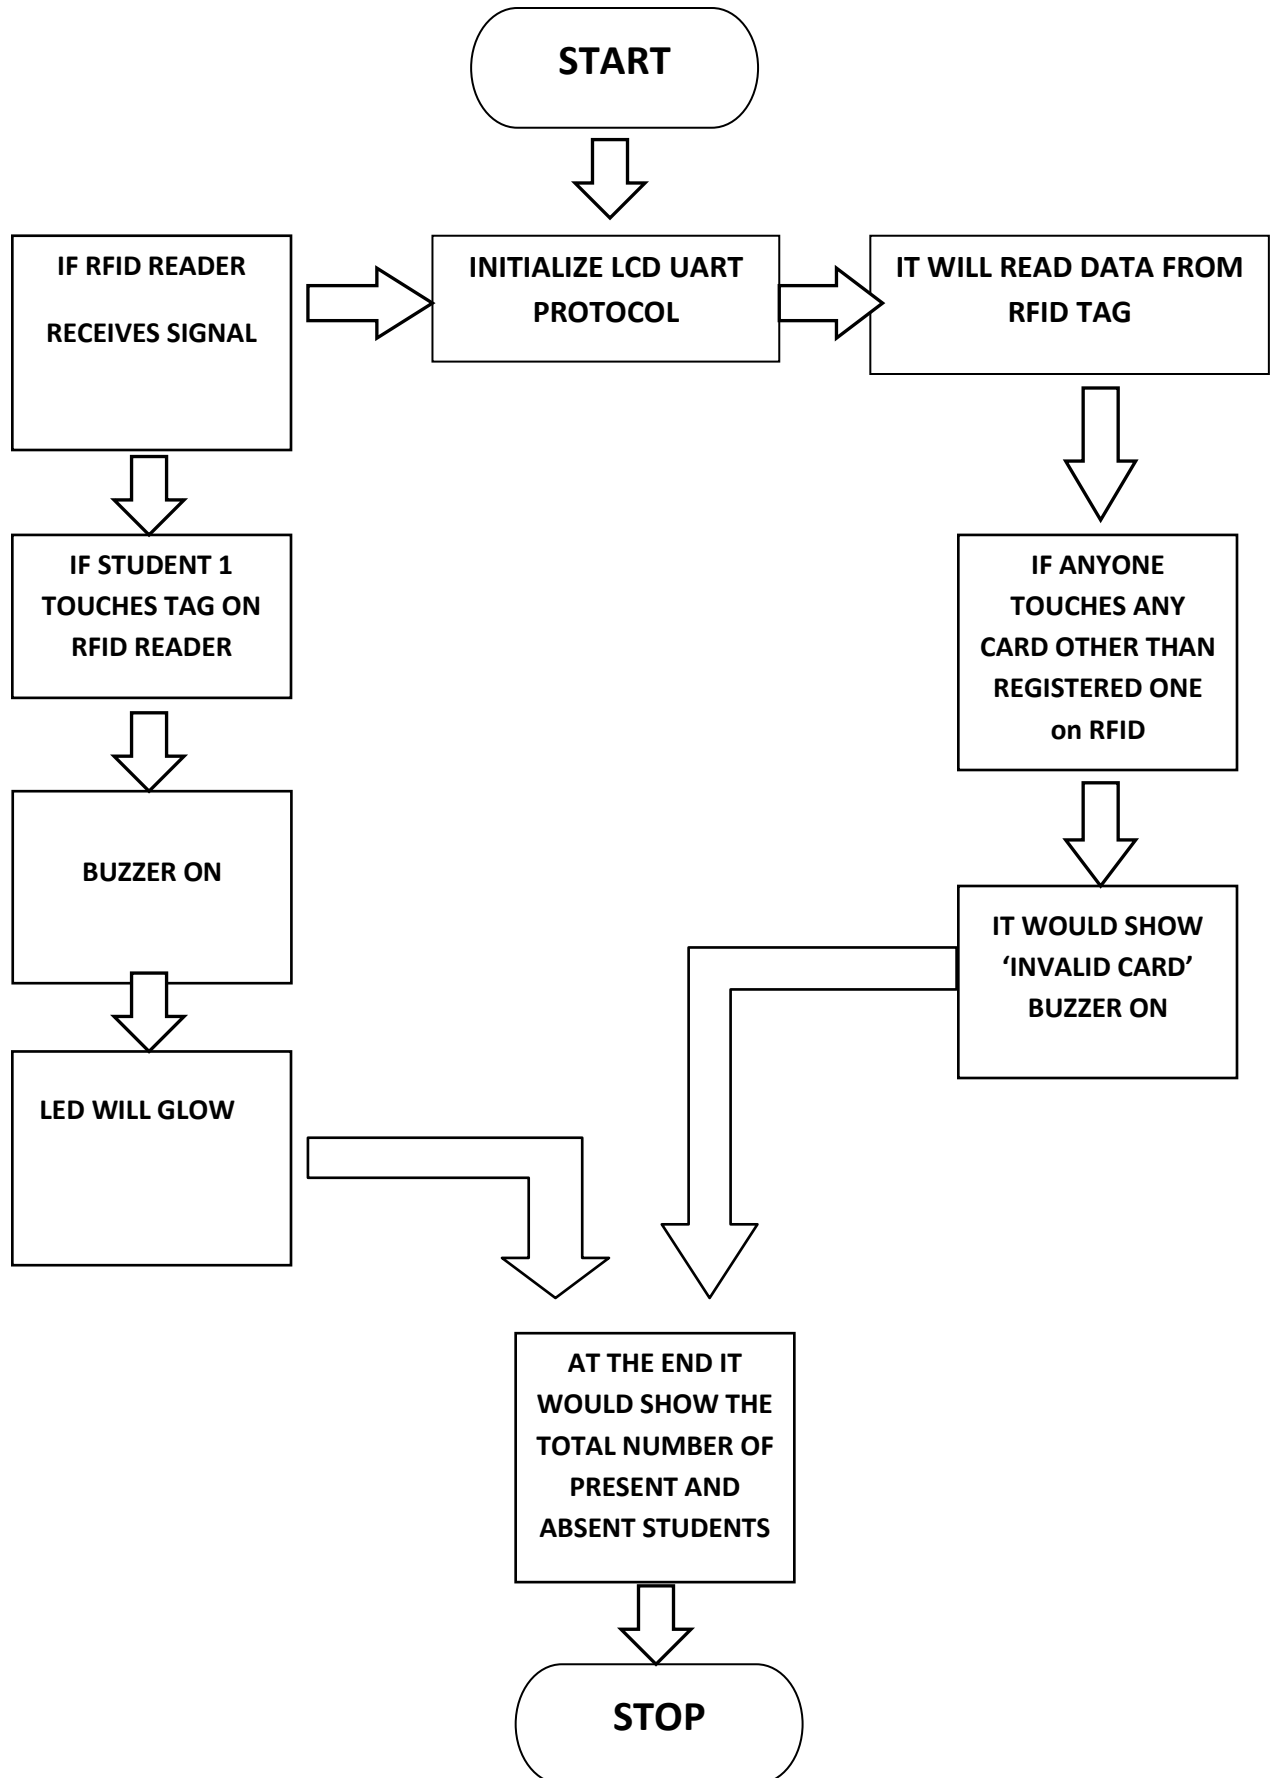 START
IF RFID READER
RECEIVES SIGNAL
INITIALIZE LCD UART
PROTOCOL
IT WILL READ DATA FROM
RFID TAG
IF STUDENT 1
TOUCHES TAG ON
RFID READER
IF ANYONE
TOUCHES ANY
CARD OTHER THAN
REGISTERED ONE
on RFID
BUZZER ON
IT WOULD SHOW
‘INVALID CARD’
BUZZER ON
LED WILL GLOW
AT THE END IT
WOULD SHOW THE
TOTAL NUMBER OF
PRESENT AND
ABSENT STUDENTS
STOP